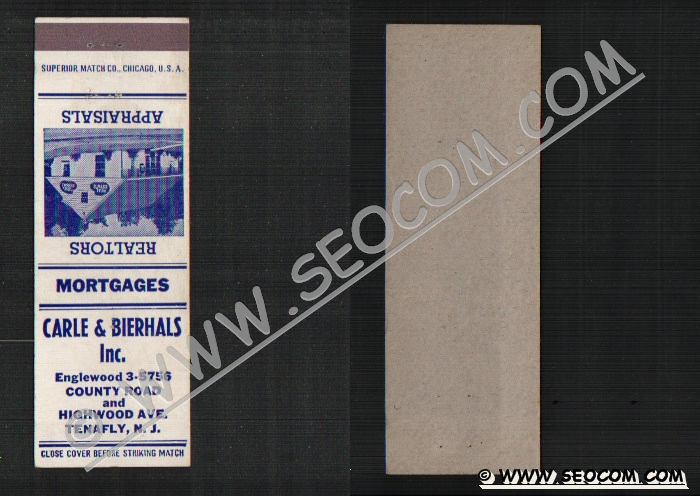 SUPERIOR MATCH CO., CHICAGO, U.S.A.
APPRAISALS
REALTORS
MORTGAGES
CARLE & BIERHALS
Inc.
Englewood 3-5756
COUNTY ROAD
and
HIGHWOOD AVE.
TENAFLY, N. J.
CLOSE COVER BEFORE STRIKING MATCH
© WWW.SEOCOM.COM
© WWW.SEOCOM.COM